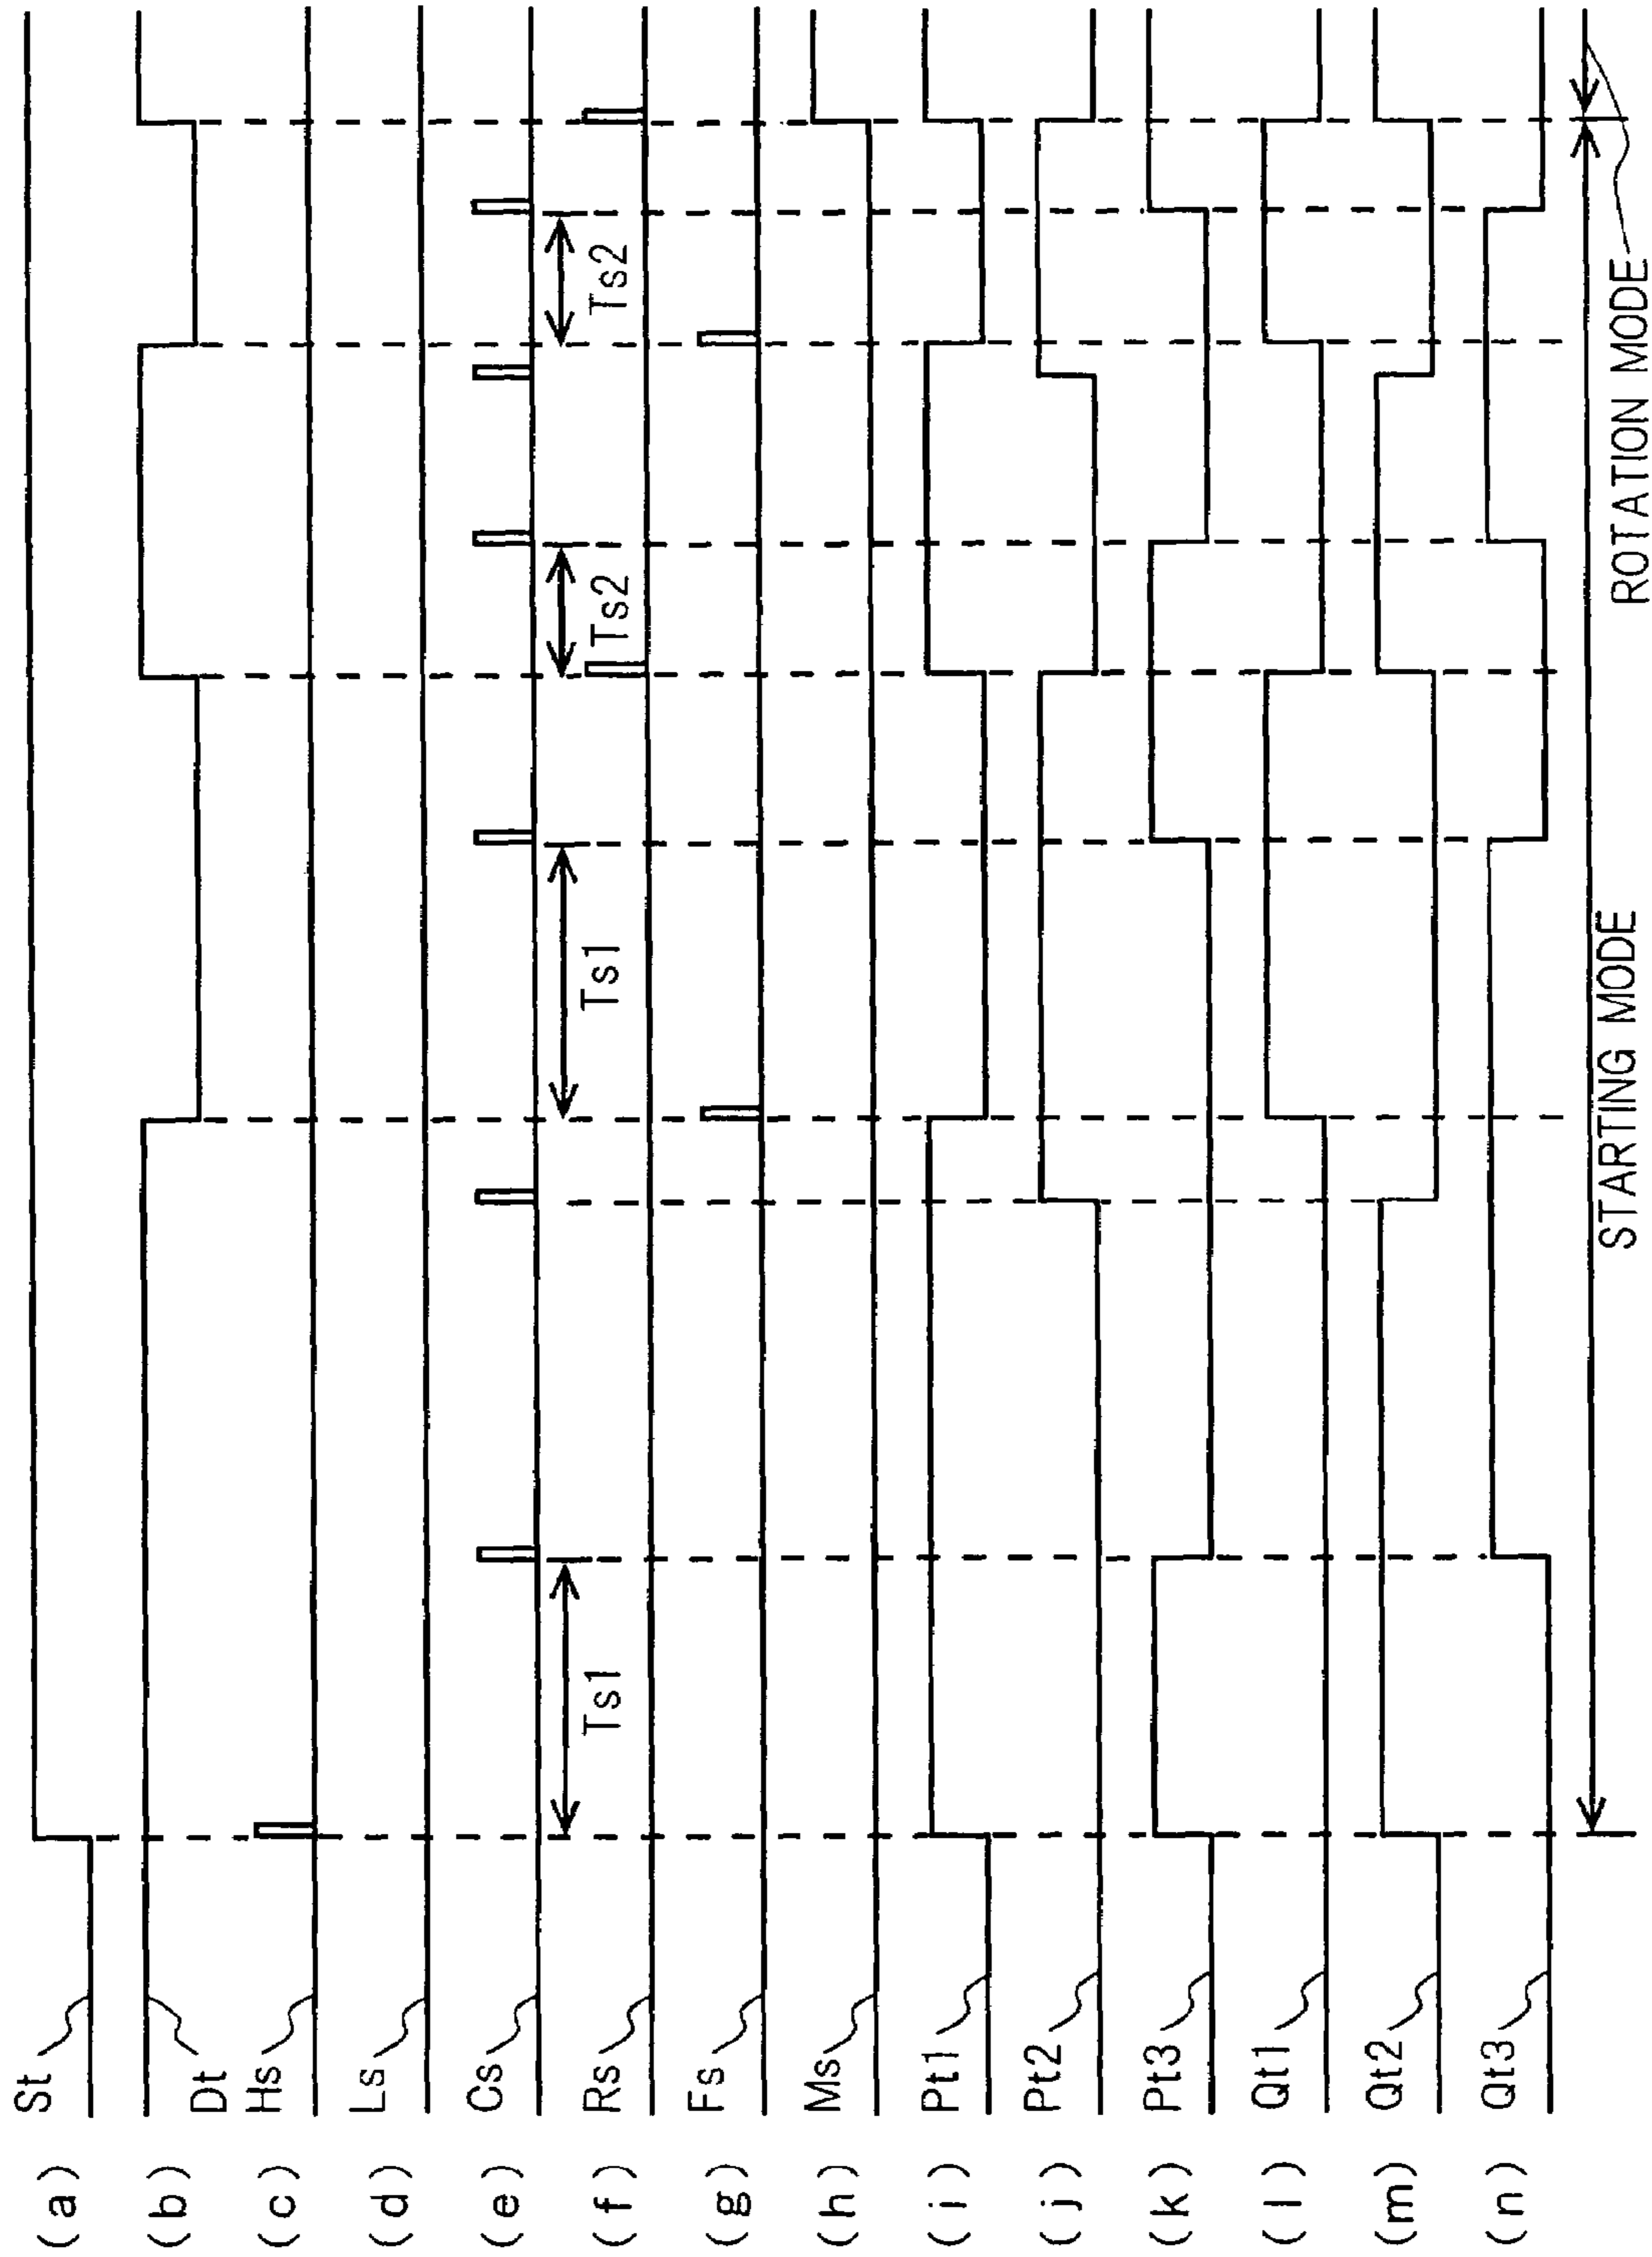 (a) St
(b) Dt
(c) Hs
(d) Ls
(e) Cs
Ts1
Ts1
Ts2
Ts2
(f) Rs
(g) Fs
(h) Ms
(i) Pt1
(j) Pt2
(k) Pt3
(l) Qt1
(m) Qt2
(n) Qt3
STARTING MODE
ROTATION MODE